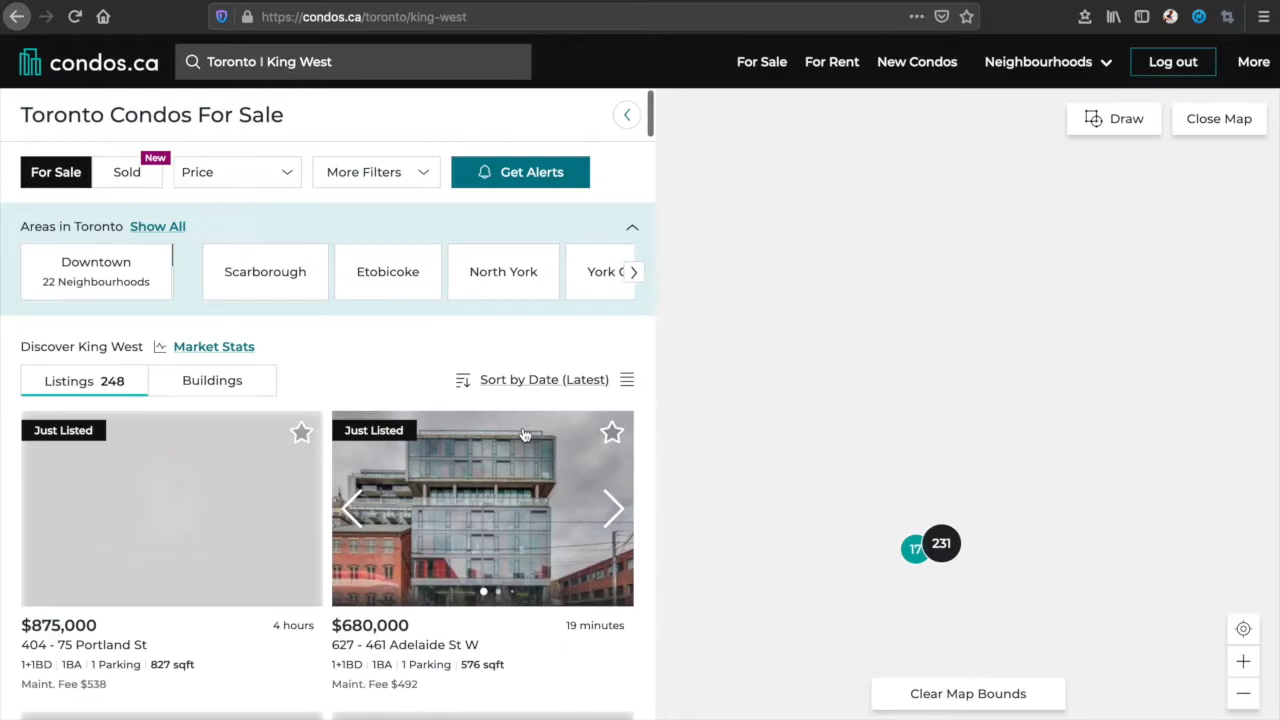 https://condos.ca/toronto/king-west
condos.ca
Toronto | King West
For Sale
For Rent
New Condos
Neighbourhoods
Log out
More
Toronto Condos For Sale
Draw
Close Map
For Sale
Sold
New
Price
More Filters
Get Alerts
Areas in Toronto Show All
Downtown
22 Neighbourhoods
Scarborough
Etobicoke
North York
York
Discover King West
Market Stats
Listings 248
Buildings
Sort by Date (Latest)
Just Listed
Just Listed
17
231
$875,000
4 hours
404 - 75 Portland St
1+1BD | 1BA | 1 Parking | 827 sqft
Maint. Fee $538
$680,000
19 minutes
627 - 461 Adelaide St W
1+1BD | 1BA | 1 Parking | 576 sqft
Maint. Fee $492
Clear Map Bounds